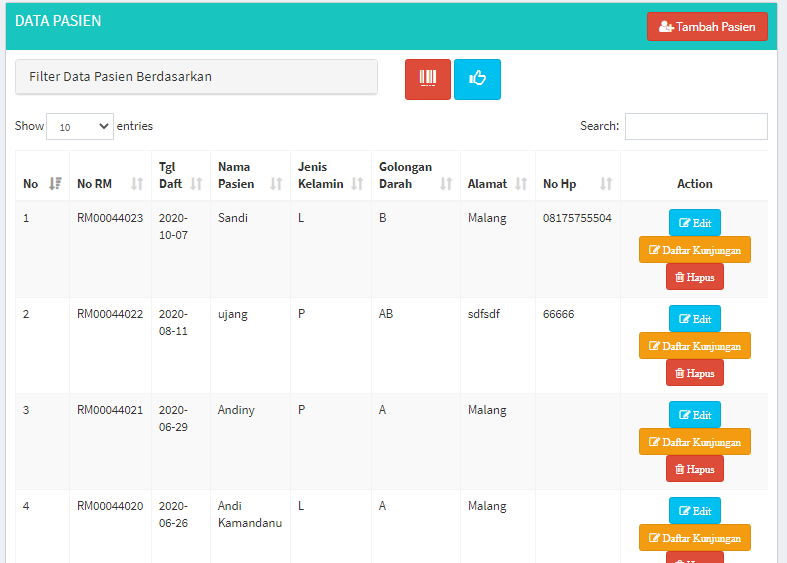 DATA PASIEN
Tambah Pasien
Filter Data Pasien Berdasarkan
Show 10 entries
Search:
No No RM Tgl Daft Nama Pasien Jenis Kelamin Golongan Darah Alamat No Hp Action
1 RM00044023 2020-10-07 Sandi L B Malang 08175755504
Edit
Daftar Kunjungan
Hapus
2 RM00044022 2020-08-11 ujang P AB sdfsdf 66666
Edit
Daftar Kunjungan
Hapus
3 RM00044021 2020-06-29 Andiny P A Malang
Edit
Daftar Kunjungan
Hapus
4 RM00044020 2020-06-26 Andi Kamandanu L A Malang
Edit
Daftar Kunjungan